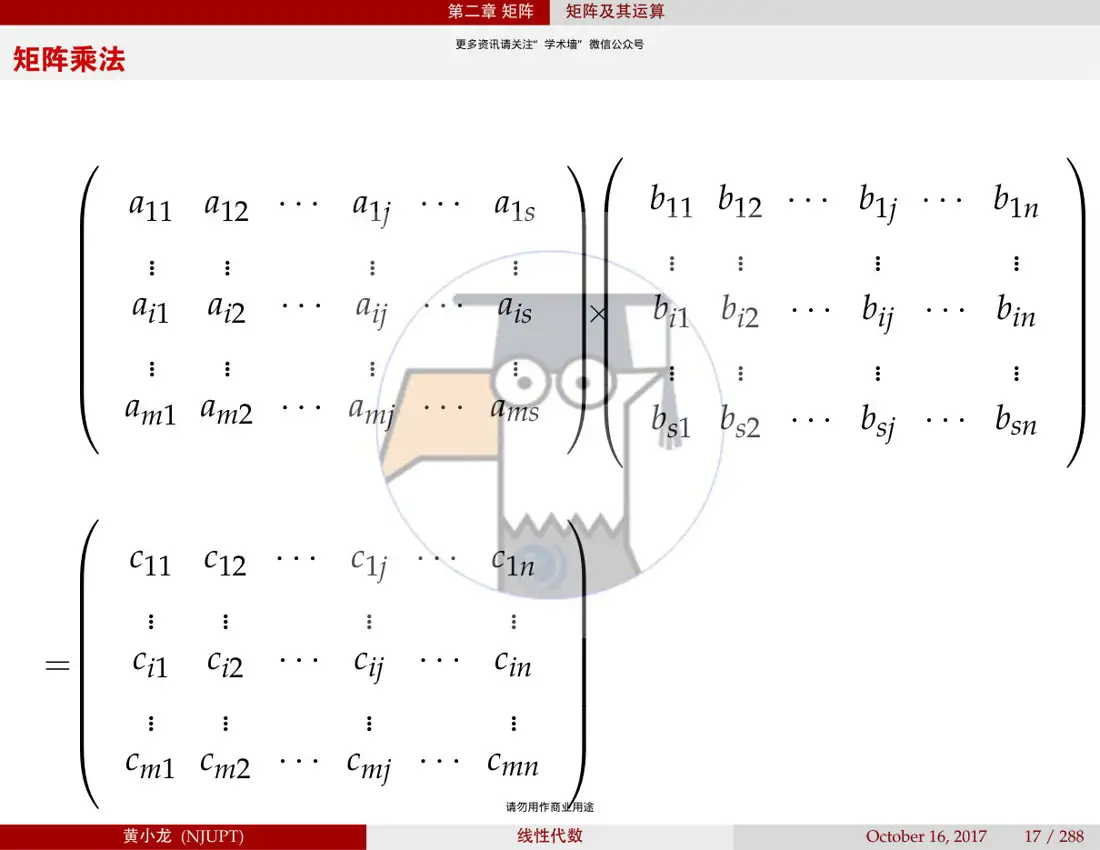 第二章 矩阵 矩阵及其运算
更多资讯请关注“学术墙”微信公众号
矩阵乘法
a11 a12 ··· a1j ··· a1s b11 b12 ··· b1j ··· b1n
⋮ ⋮ ⋮ ⋮ ⋮ ⋮ ⋮ ⋮
ai1 ai2 ··· aij ··· ais × bi1 bi2 ··· bij ··· bin
⋮ ⋮ ⋮ ⋮ ⋮ ⋮ ⋮ ⋮
am1 am2 ··· amj ··· ams bs1 bs2 ··· bsj ··· bsn
c11 c12 ··· c1j ··· c1n
⋮ ⋮ ⋮ ⋮
= ci1 ci2 ··· cij ··· cin
⋮ ⋮ ⋮ ⋮
cm1 cm2 ··· cmj ··· cmn
请勿用作商业用途
黄小龙 (NJUPT) 线性代数 October 16, 2017 17 / 288